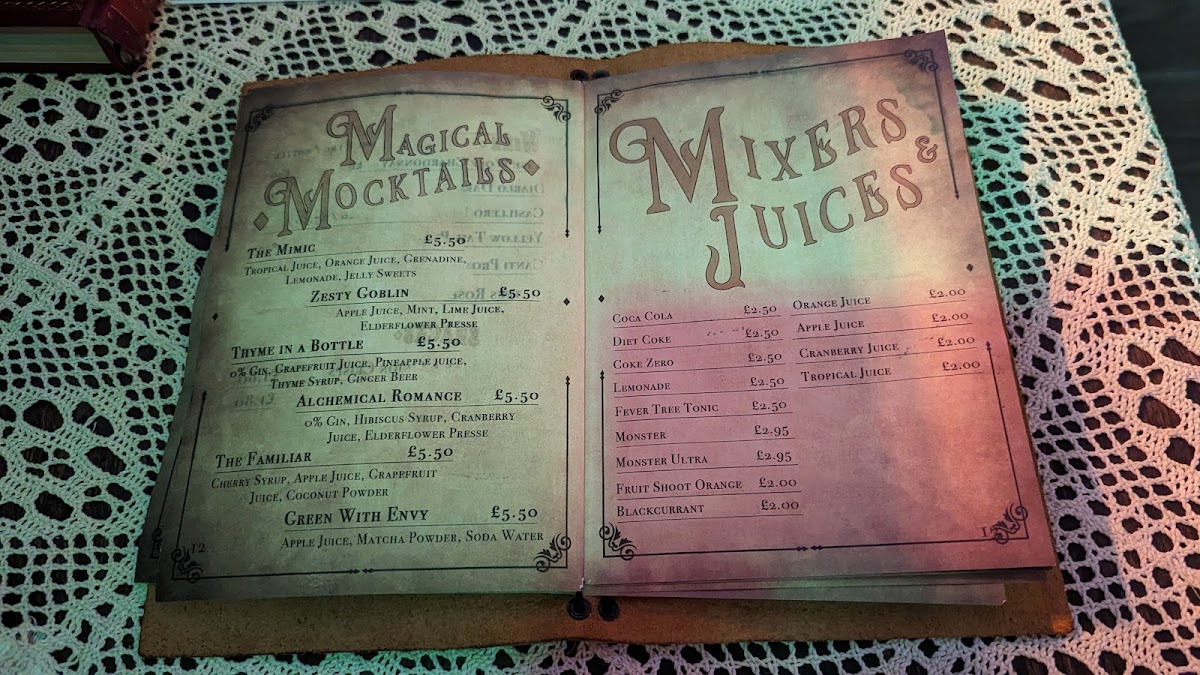 Magical
Mocktails
The Mimic £5.50
Tropical Juice, Orange Juice, Grenadine,
Lemonade, Jelly Sweets
Zesty Goblin £5.50
Apple Juice, Mint, Lime Juice,
Elderflower Presse
Thyme in a Bottle £5.50
0% Gin, Grapefruit Juice, Pineapple Juice,
Thyme Syrup, Ginger Beer
Alchemical Romance £5.50
0% Gin, Hibiscus Syrup, Cranberry
Juice, Elderflower Presse
The Familiar £5.50
Cherry Syrup, Apple Juice, Grapefruit
Juice, Coconut Powder
Green With Envy £5.50
Apple Juice, Matcha Powder, Soda Water
12
Mixers &
Juices
Coca Cola £2.50
Diet Coke £2.50
Coke Zero £2.50
Lemonade £2.50
Fever Tree Tonic £2.50
Monster £2.95
Monster Ultra £2.95
Fruit Shoot Orange £2.00
Blackcurrant £2.00
Orange Juice £2.00
Apple Juice £2.00
Cranberry Juice £2.00
Tropical Juice £2.00